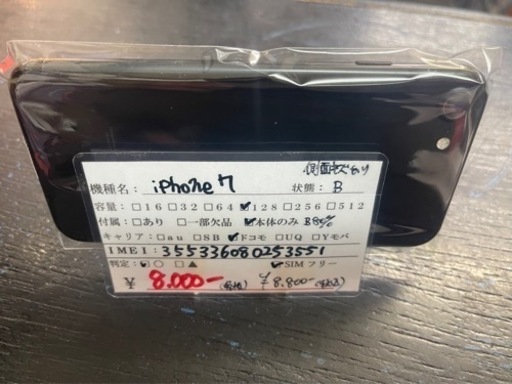 側面キズあり
機種名: iPhone 7 状態: B
容量: □16 □32 □64 ☑128 □256 □512
付属: □あり □一部欠品 ☑本体のみ B80%
キャリア: □au □SB ☑ドコモ □UQ □Yモバ
IMEI: 355336080253551
判定: ☑○ □▲ ☑SIMフリー
¥ 8.000- (税抜) ¥8.800- (税込)